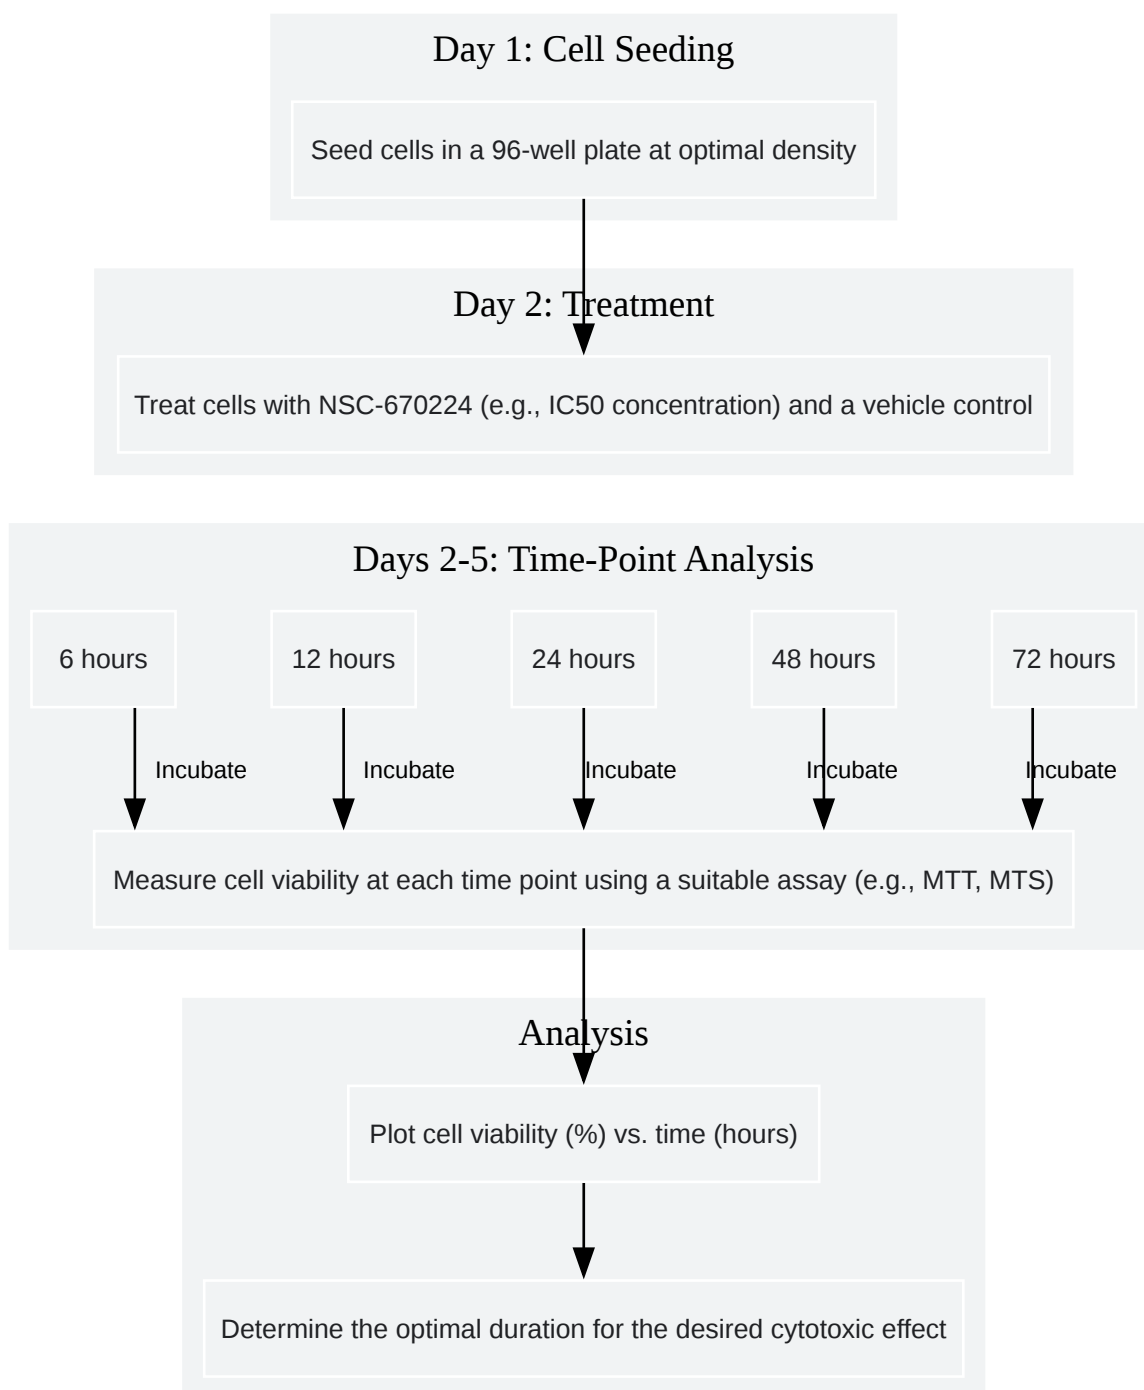 Day 1: Cell Seeding
Seed cells in a 96-well plate at optimal density
Day 2: Treatment
Treat cells with NSC-670224 (e.g., IC50 concentration) and a vehicle control
Days 2-5: Time-Point Analysis
6 hours
12 hours
24 hours
48 hours
72 hours
Incubate
Incubate
Incubate
Incubate
Incubate
Measure cell viability at each time point using a suitable assay (e.g., MTT, MTS)
Analysis
Plot cell viability (%) vs. time (hours)
Determine the optimal duration for the desired cytotoxic effect